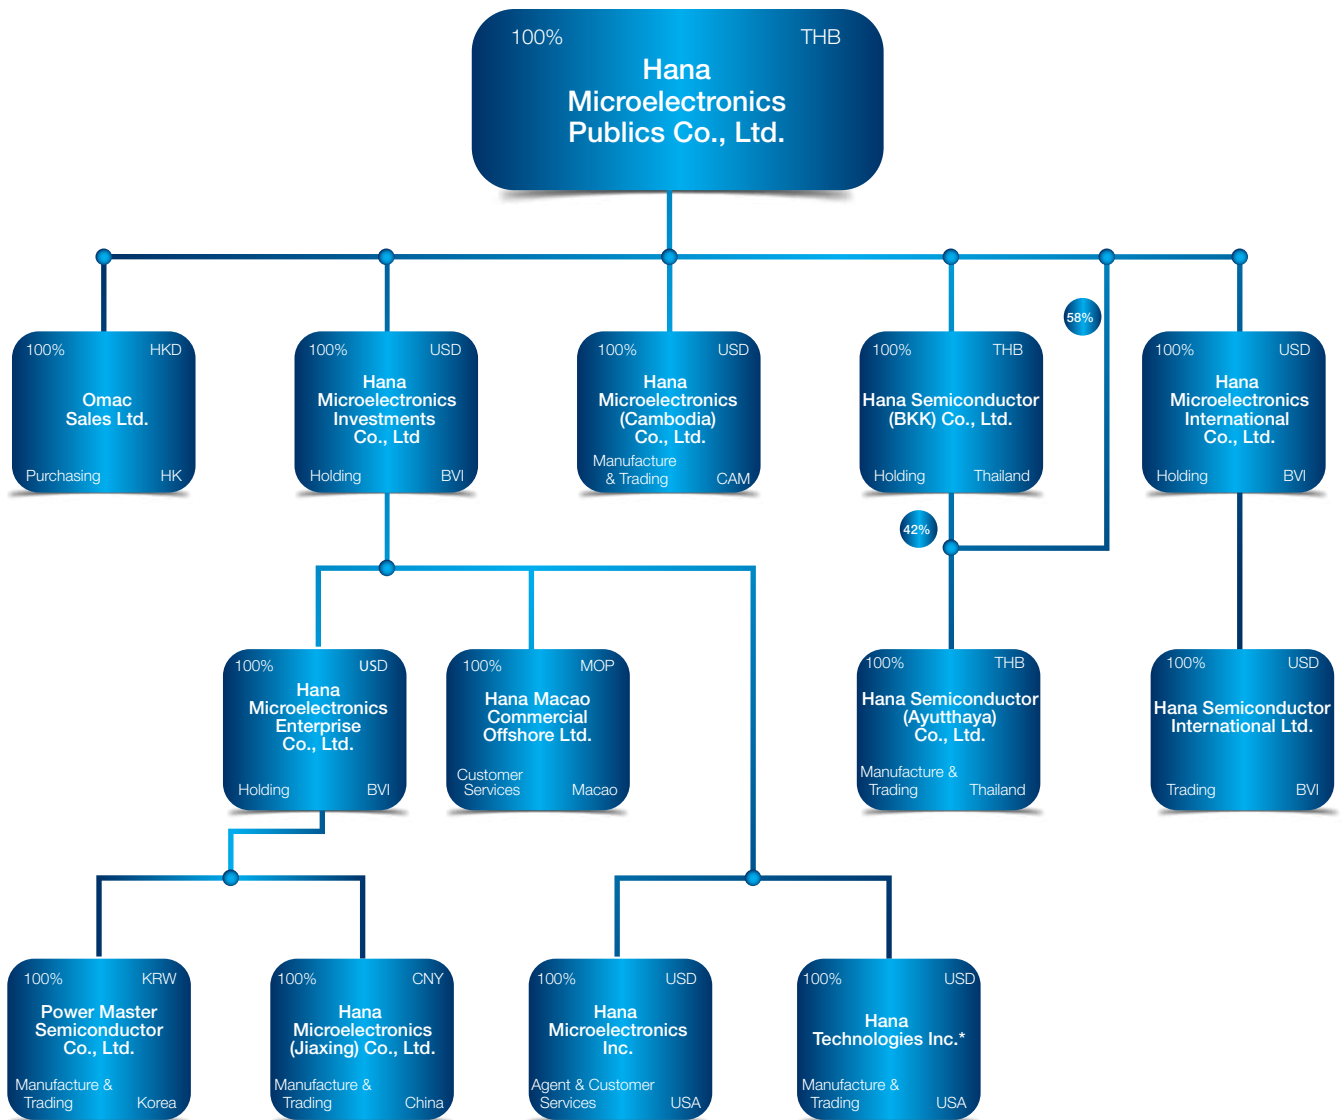 100% THB
Hana
Microelectronics
Publics Co., Ltd.
58%
100% HKD
Omac
Sales Ltd.
Purchasing HK
100% USD
Hana
Microelectronics
Investments
Co., Ltd
Holding BVI
100% USD
Hana
Microelectronics
(Cambodia)
Co., Ltd.
Manufacture
& Trading CAM
100% THB
Hana Semiconductor
(BKK) Co., Ltd.
Holding Thailand
100% USD
Hana
Microelectronics
International
Co., Ltd.
Holding BVI
42%
100% USD
Hana
Microelectronics
Enterprise
Co., Ltd.
Holding BVI
100% MOP
Hana Macao
Commercial
Offshore Ltd.
Customer
Services Macao
100% THB
Hana Semiconductor
(Ayutthaya)
Co., Ltd.
Manufacture &
Trading Thailand
100% USD
Hana Semiconductor
International Ltd.
Trading BVI
100% KRW
Power Master
Semiconductor
Co., Ltd.
Manufacture &
Trading Korea
100% CNY
Hana
Microelectronics
(Jiaxing) Co., Ltd.
Manufacture &
Trading China
100% USD
Hana
Microelectronics
Inc.
Agent & Customer
Services USA
100% USD
Hana
Technologies Inc.*
Manufacture &
Trading USA